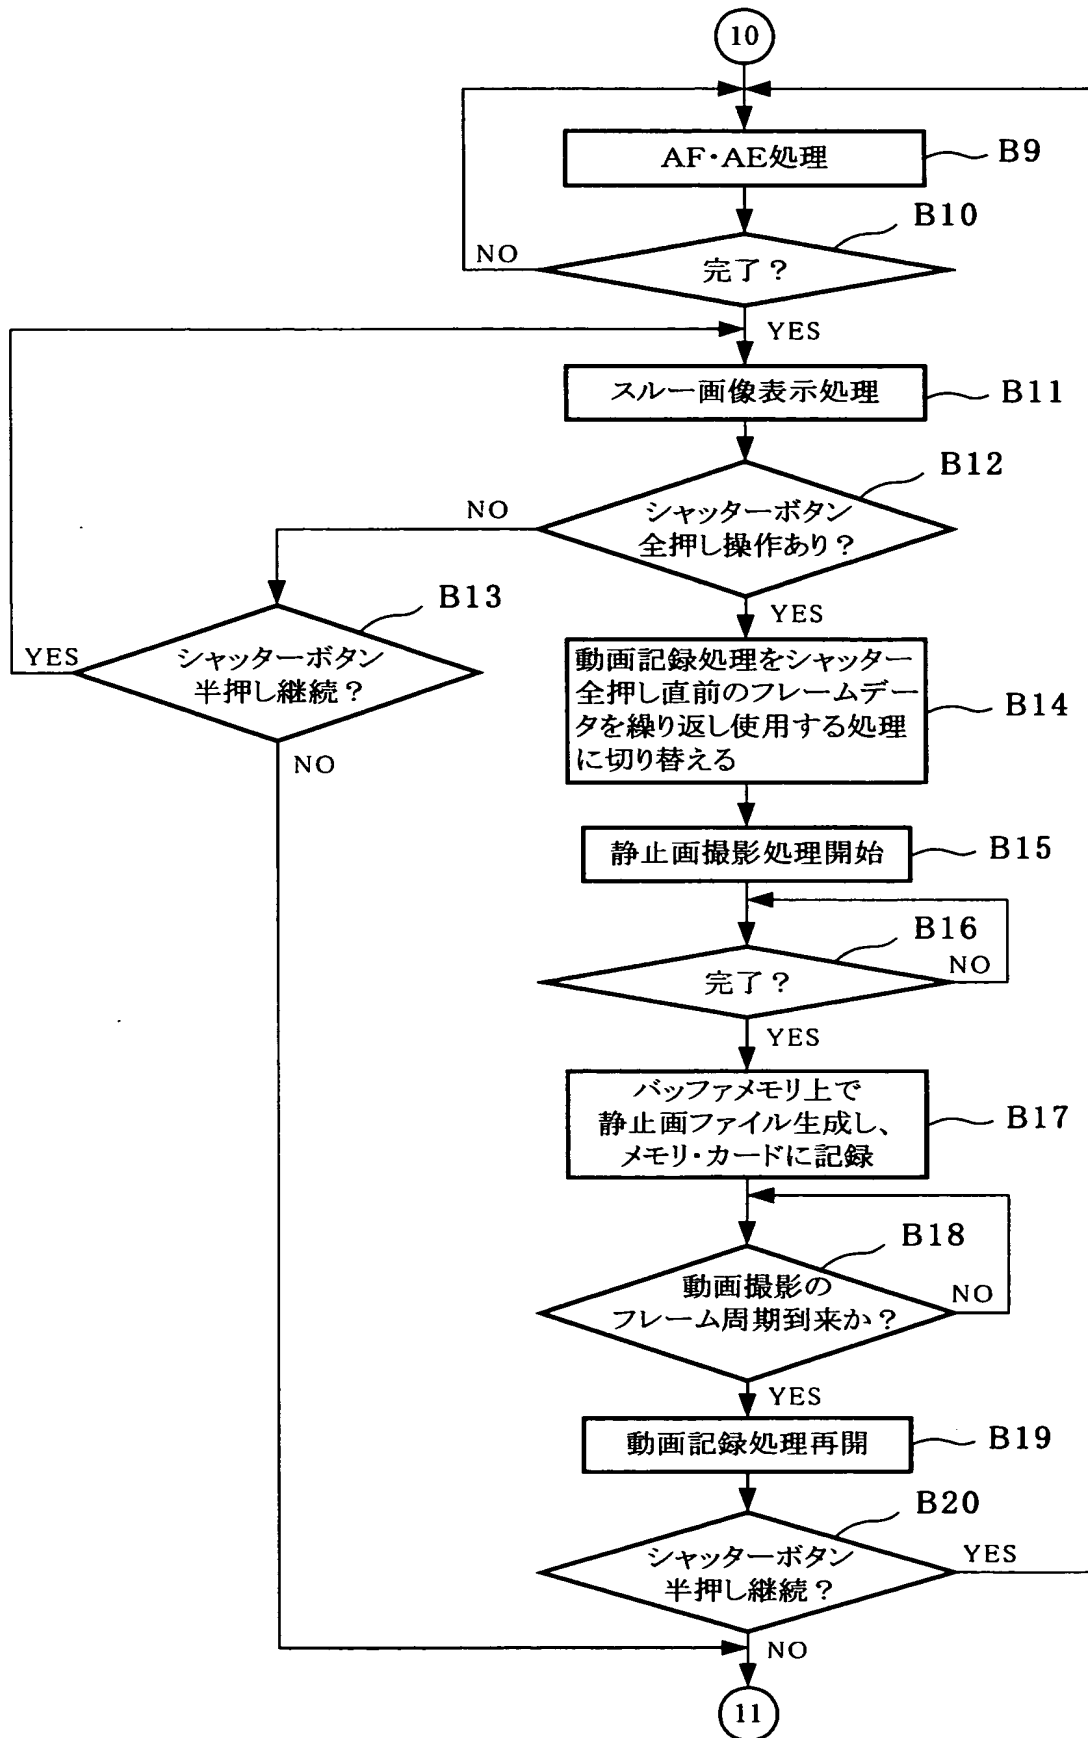 10
AF・AE処理
B9
B10
NO
完了？
YES
スルー画像表示処理
B11
B12
NO
シャッターボタン
全押し操作あり？
B13
YES
YES
シャッターボタン
半押し継続？
NO
動画記録処理をシャッター
全押し直前のフレームデー
タを繰り返し使用する処理
に切り替える
B14
静止画撮影処理開始
B15
B16
完了？
NO
YES
バッファメモリ上で
静止画ファイル生成し、
メモリ・カードに記録
B17
B18
動画撮影の
フレーム周期到来か？
NO
YES
動画記録処理再開
B19
B20
シャッターボタン
半押し継続？
YES
NO
11